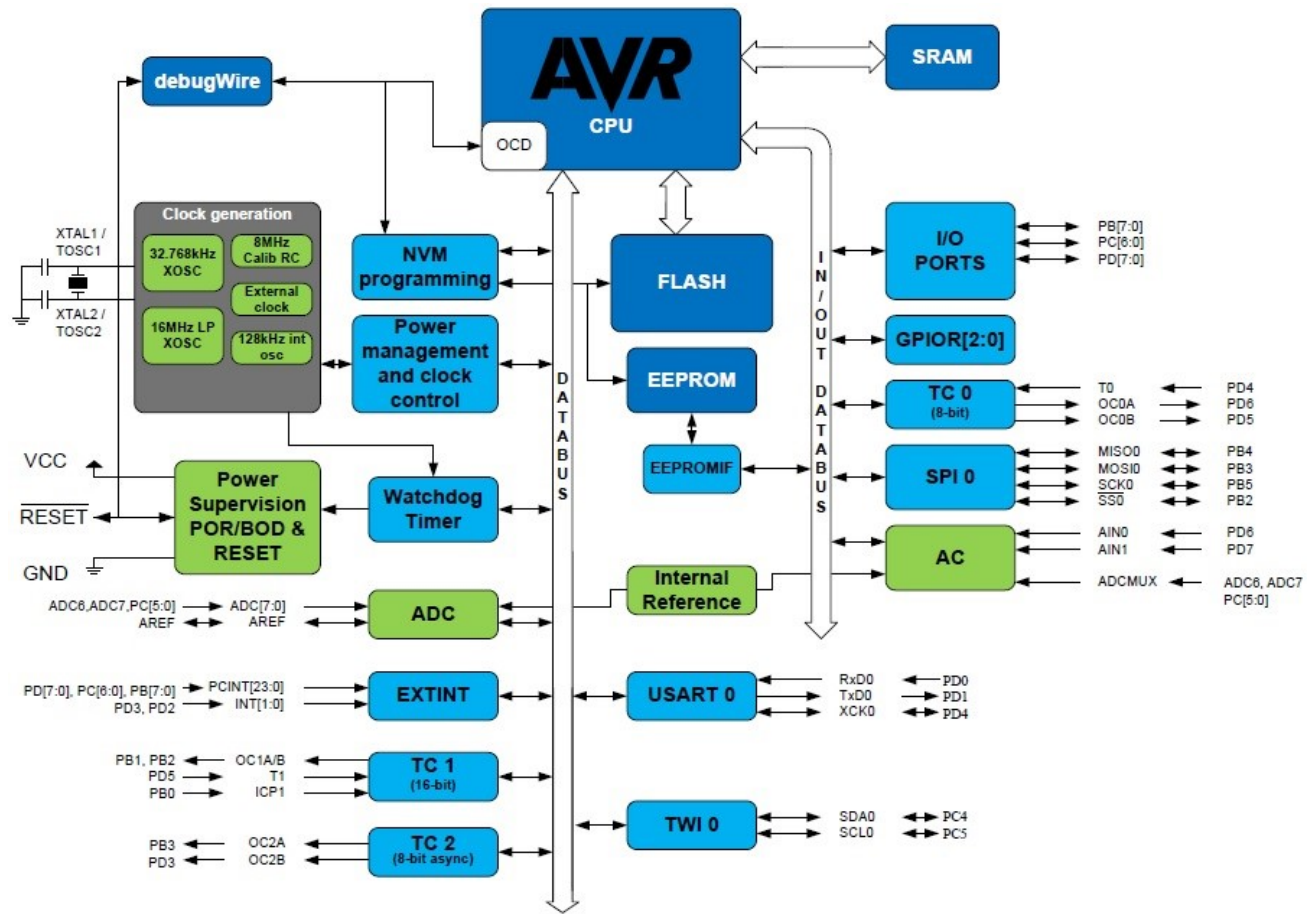 AVR
CPU
OCD
SRAM
debugWire
Clock generation
32.768kHz
XOSC
8MHz
Calib RC
External
clock
16MHz LP
XOSC
128kHz int
osc
XTAL1 /
TOSC1
XTAL2 /
TOSC2
NVM
programming
Power
management
and clock
control
FLASH
EEPROM
EEPROMIF
DATABUS
IN/OUT DATABUS
I/O
PORTS
PB[7:0]
PC[6:0]
PD[7:0]
GPIOR[2:0]
TC 0
(8-bit)
T0 PD4
OC0A PD6
OC0B PD5
SPI 0
MISO0 PB4
MOSI0 PB3
SCK0 PB5
SS0 PB2
AC
AIN0 PD6
AIN1 PD7
ADCMUX ADC6, ADC7
PC[5:0]
VCC
RESET
GND
Power
Supervision
POR/BOD &
RESET
Watchdog
Timer
Internal
Reference
ADC6,ADC7,PC[5:0] ADC[7:0]
AREF AREF
ADC
PD[7:0], PC[6:0], PB[7:0] PCINT[23:0]
PD3, PD2 INT[1:0]
EXTINT
USART 0
RxD0 PD0
TxD0 PD1
XCK0 PD4
PB1, PB2 OC1A/B
PD5 T1
PB0 ICP1
TC 1
(16-bit)
TWI 0
SDA0 PC4
SCL0 PC5
PB3 OC2A
PD3 OC2B
TC 2
(8-bit async)